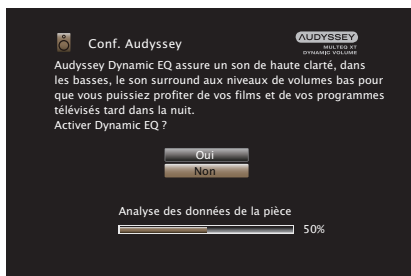 Conf. Audyssey
AUDYSSEY
MULTEQ XT
DYNAMIC VOLUME
Audyssey Dynamic EQ assure un son de haute clarté, dans
les basses, le son surround aux niveaux de volumes bas pour
que vous puissiez profiter de vos films et de vos programmes
télévisés tard dans la nuit.
Activer Dynamic EQ ?
Oui
Non
Analyse des données de la pièce
50%